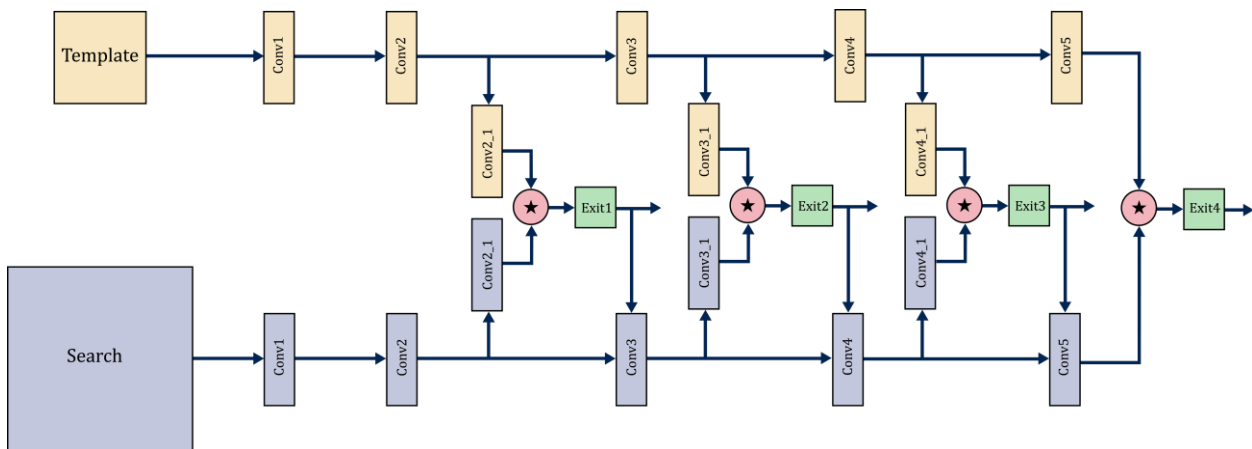 Template
Conv1
Conv2
Conv3
Conv4
Conv5
Conv2_1
Conv3_1
Conv4_1
Exit1
Exit2
Exit3
Exit4
Conv2_1
Conv3_1
Conv4_1
Search
Conv1
Conv2
Conv3
Conv4
Conv5